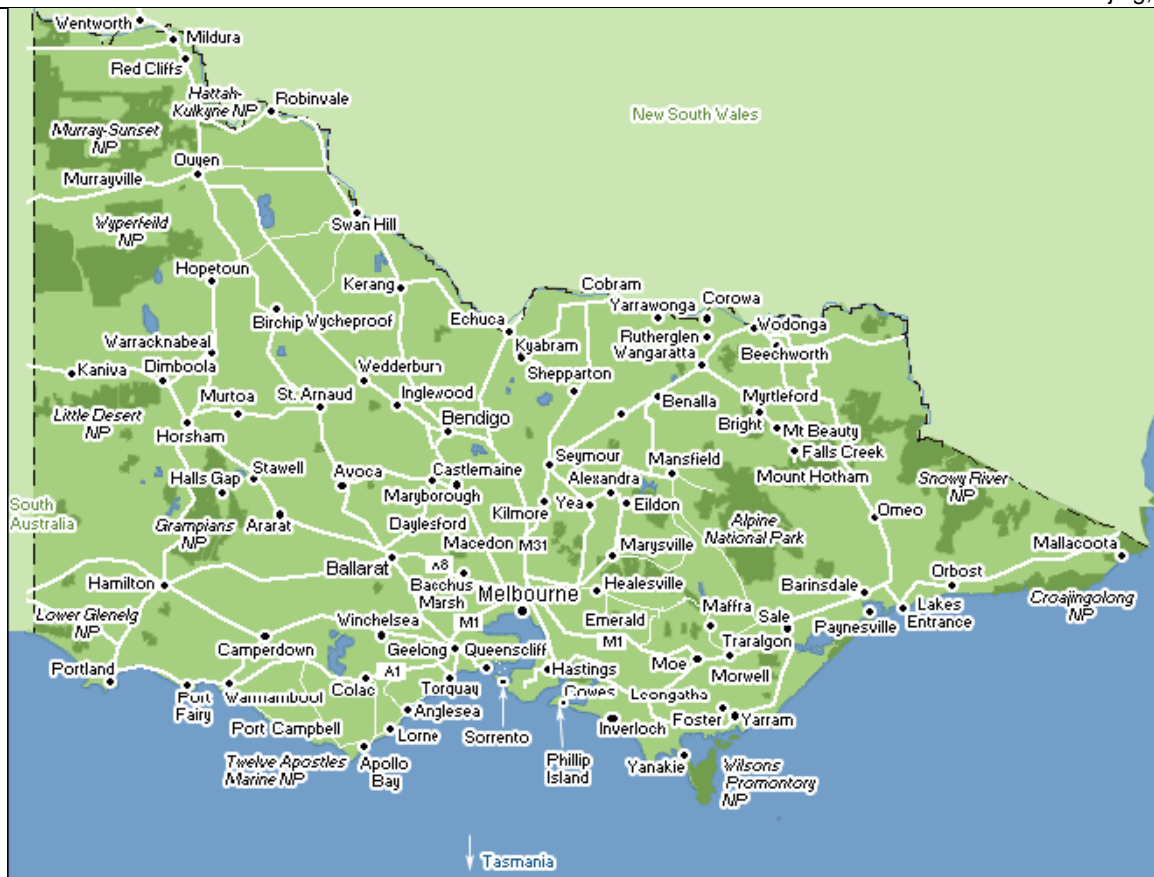 Wentworth
Mildura
Red Cliffs
Hattah-
Kulkyne NP
Robinvale
New South Wales
Murray-Sunset
NP
Ouyen
Murrayville
Wyperfeild
NP
Swan Hill
Hopetoun
Kerang
Cobram
Yarrawonga
Corowa
Birchip
Wycheproof
Echuca
Wodonga
Kyabram
Rutherglen
Warracknabeal
Wangaratta
Beechworth
Kaniva
Dimboola
Wedderburn
Shepparton
Murtoa
St. Arnaud
Inglewood
Benalla
Myrtleford
Little Desert
NP
Bendigo
Bright
Mt Beauty
Horsham
Falls Creek
Seymour
Mansfield
Halls Gap
Stawell
Avoca
Castlemaine
Alexandra
Mount Hotham
Snowy River
NP
Maryborough
South
Australia
Kilmore
Yea
Eildon
Omeo
Grampians
NP
Ararat
Daylesford
Alpine
National Park
Macedon
M31
Marysville
Mallacoota
Ballarat
A8
Hamilton
Bacchus
Marsh
Melbourne
Healesville
Barinsdale
Orbost
Croajingolong
NP
Lower Glenelg
NP
Winchelsea
M1
Emerald
Maffra
Sale
Paynesville
Lakes
Entrance
Camperdown
Geelong
Queenscliff
M1
Traralgon
Portland
A1
Hastings
Moe
Morwell
Port
Fairy
Warrnambool
Colac
Torquay
Cowes
Leongatha
Anglesea
Port Campbell
Lorne
Sorrento
Inverloch
Foster
Yarram
Twelve Apostles
Marine NP
Apollo
Bay
Phillip
Island
Yanakie
Wilsons
Promontory
NP
Tasmania